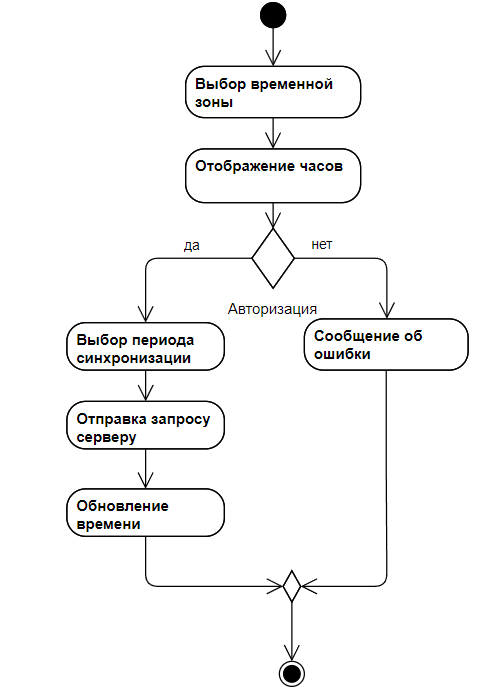 Выбор временной
зоны
Отображение часов
да
нет
Авторизация
Выбор периода
синхронизации
Сообщение об
ошибки
Отправка запросу
серверу
Обновление
времени